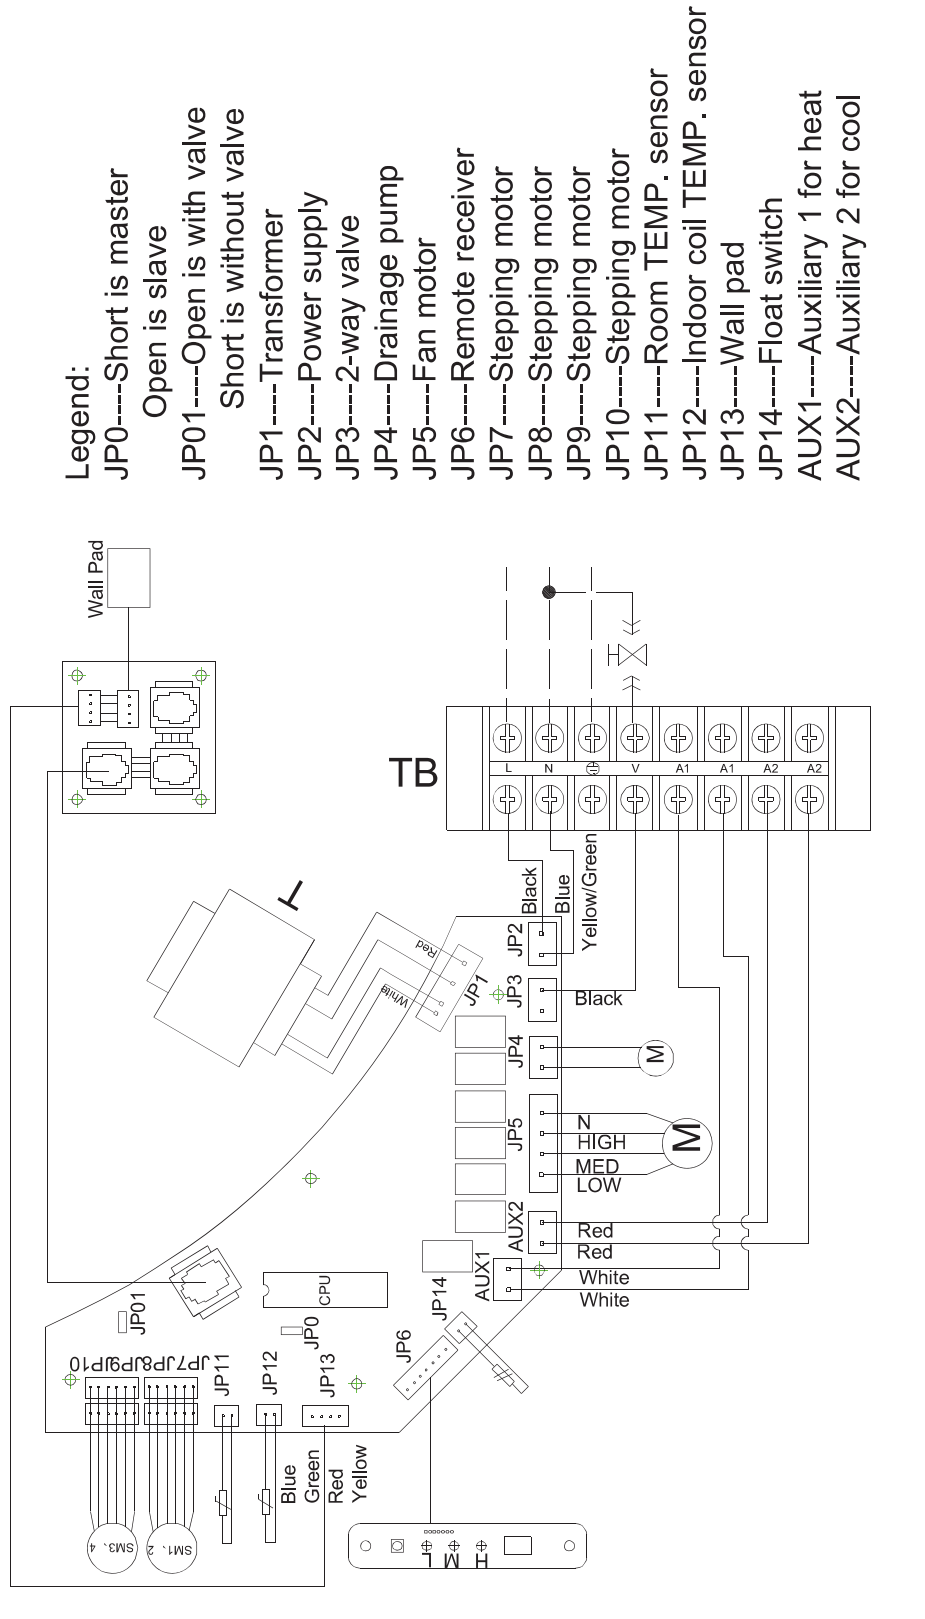 Legend:
JP0-----Short is master
Open is slave
JP01-----Open is with valve
Short is without valve
JP1-----Transformer
JP2-----Power supply
JP3-----2-way valve
JP4-----Drainage pump
JP5-----Fan motor
JP6-----Remote receiver
JP7-----Stepping motor
JP8-----Stepping motor
JP9-----Stepping motor
JP10-----Stepping motor
JP11-----Room TEMP. sensor
JP12-----Indoor coil TEMP. sensor
JP13----Wall pad
JP14----Float switch
AUX1----Auxiliary 1 for heat
AUX2----Auxiliary 2 for cool
Wall Pad
TB
L
N
V
A1
A1
A2
A2
T
Red
White
JP1
Black
Blue
Yellow/Green
JP2
JP3
Black
JP4
M
JP5
N
HIGH
MED
LOW
M
AUX2
Red
Red
AUX1
White
White
JP14
CPU
JP01
JP0
JP6
JP10
JP9
JP8
JP7
JP11
JP12
JP13
Blue
Green
Red
Yellow
SM3、4
SM1、2
L
M
H